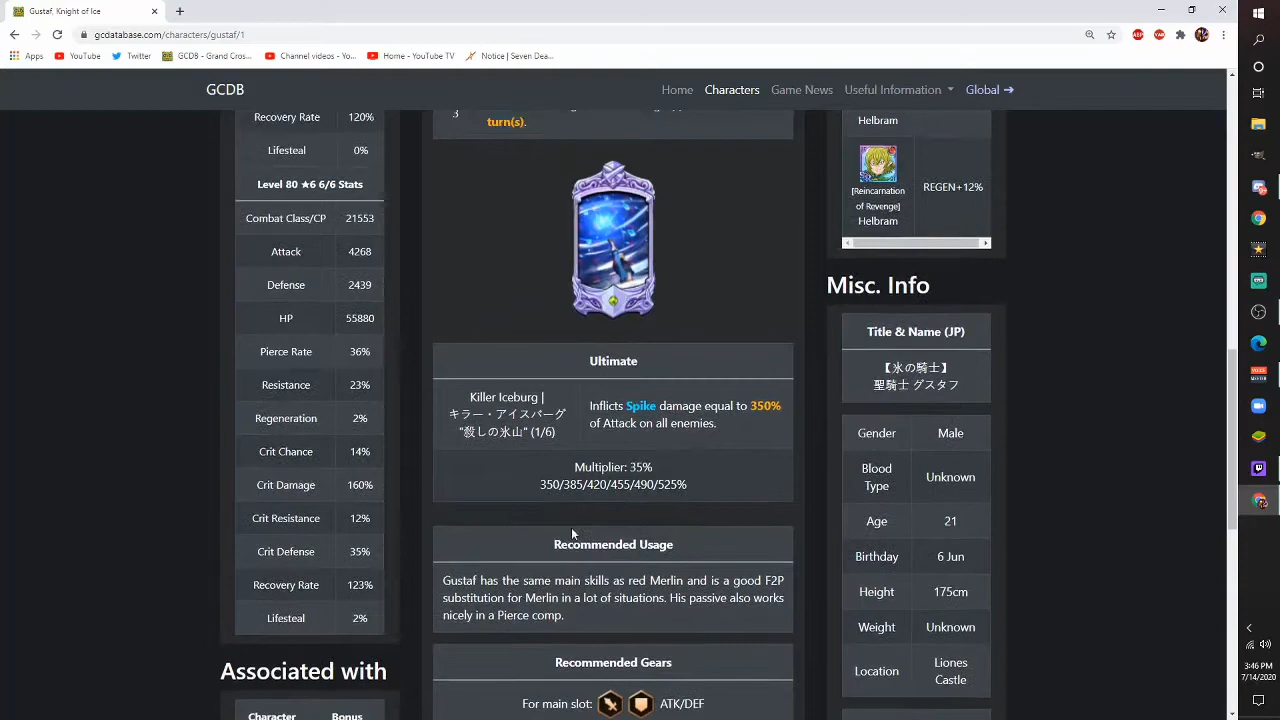 Gustaf, Knight of Ice
gcdatabase.com/characters/gustaf/1
Apps YouTube Twitter GCDB - Grand Cros... Channel videos - Yo... Home - YouTube TV Notice | Seven Dea...
GCDB Home Characters Game News Useful Information Global
Recovery Rate 120%
Lifesteal 0%
Level 80 ★6 6/6 Stats
Combat Class/CP 21553
Attack 4268
Defense 2439
HP 55880
Pierce Rate 36%
Resistance 23%
Regeneration 2%
Crit Chance 14%
Crit Damage 160%
Crit Resistance 12%
Crit Defense 35%
Recovery Rate 123%
Lifesteal 2%
Associated with
Character Bonus
3
turn(s).
Ultimate
Killer Iceburg |
キラー・アイスバーグ
"殺しの氷山" (1/6)
Inflicts Spike damage equal to 350%
of Attack on all enemies.
Multiplier: 35%
350/385/420/455/490/525%
Recommended Usage
Gustaf has the same main skills as red Merlin and is a good F2P
substitution for Merlin in a lot of situations. His passive also works
nicely in a Pierce comp.
Recommended Gears
For main slot: ATK/DEF
Helbram
[Reincarnation
of Revenge]
Helbram
REGEN+12%
Misc. Info
Title & Name (JP)
【氷の騎士】
聖騎士 グスタフ
Gender Male
Blood
Type
Unknown
Age 21
Birthday 6 Jun
Height 175cm
Weight Unknown
Location
Liones
Castle
3:46 PM
7/14/2020